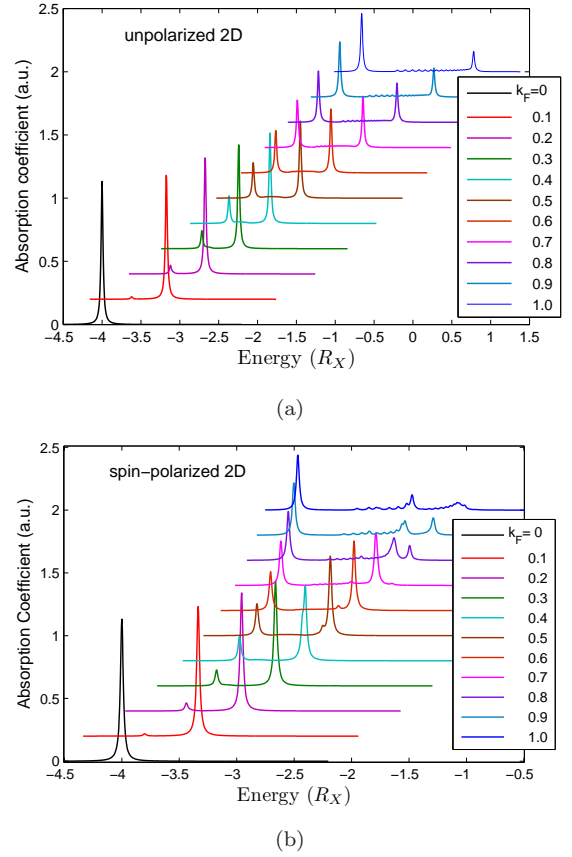 2.5
unpolarized 2D
2
1.5
1
0.5
0
Absorption coefficient (a.u.)
k_F=0
0.1
0.2
0.3
0.4
0.5
0.6
0.7
0.8
0.9
1.0
-4.5 -4 -3.5 -3 -2.5 -2 -1.5 -1 -0.5 0 0.5 1 1.5
Energy (R_X)
(a)
2.5
spin-polarized 2D
2
1.5
1
0.5
0
Absorption Coefficient (a.u.)
k_F= 0
0.1
0.2
0.3
0.4
0.5
0.6
0.7
0.8
0.9
1.0
-4.5 -4 -3.5 -3 -2.5 -2 -1.5 -1 -0.5
Energy (R_X)
(b)